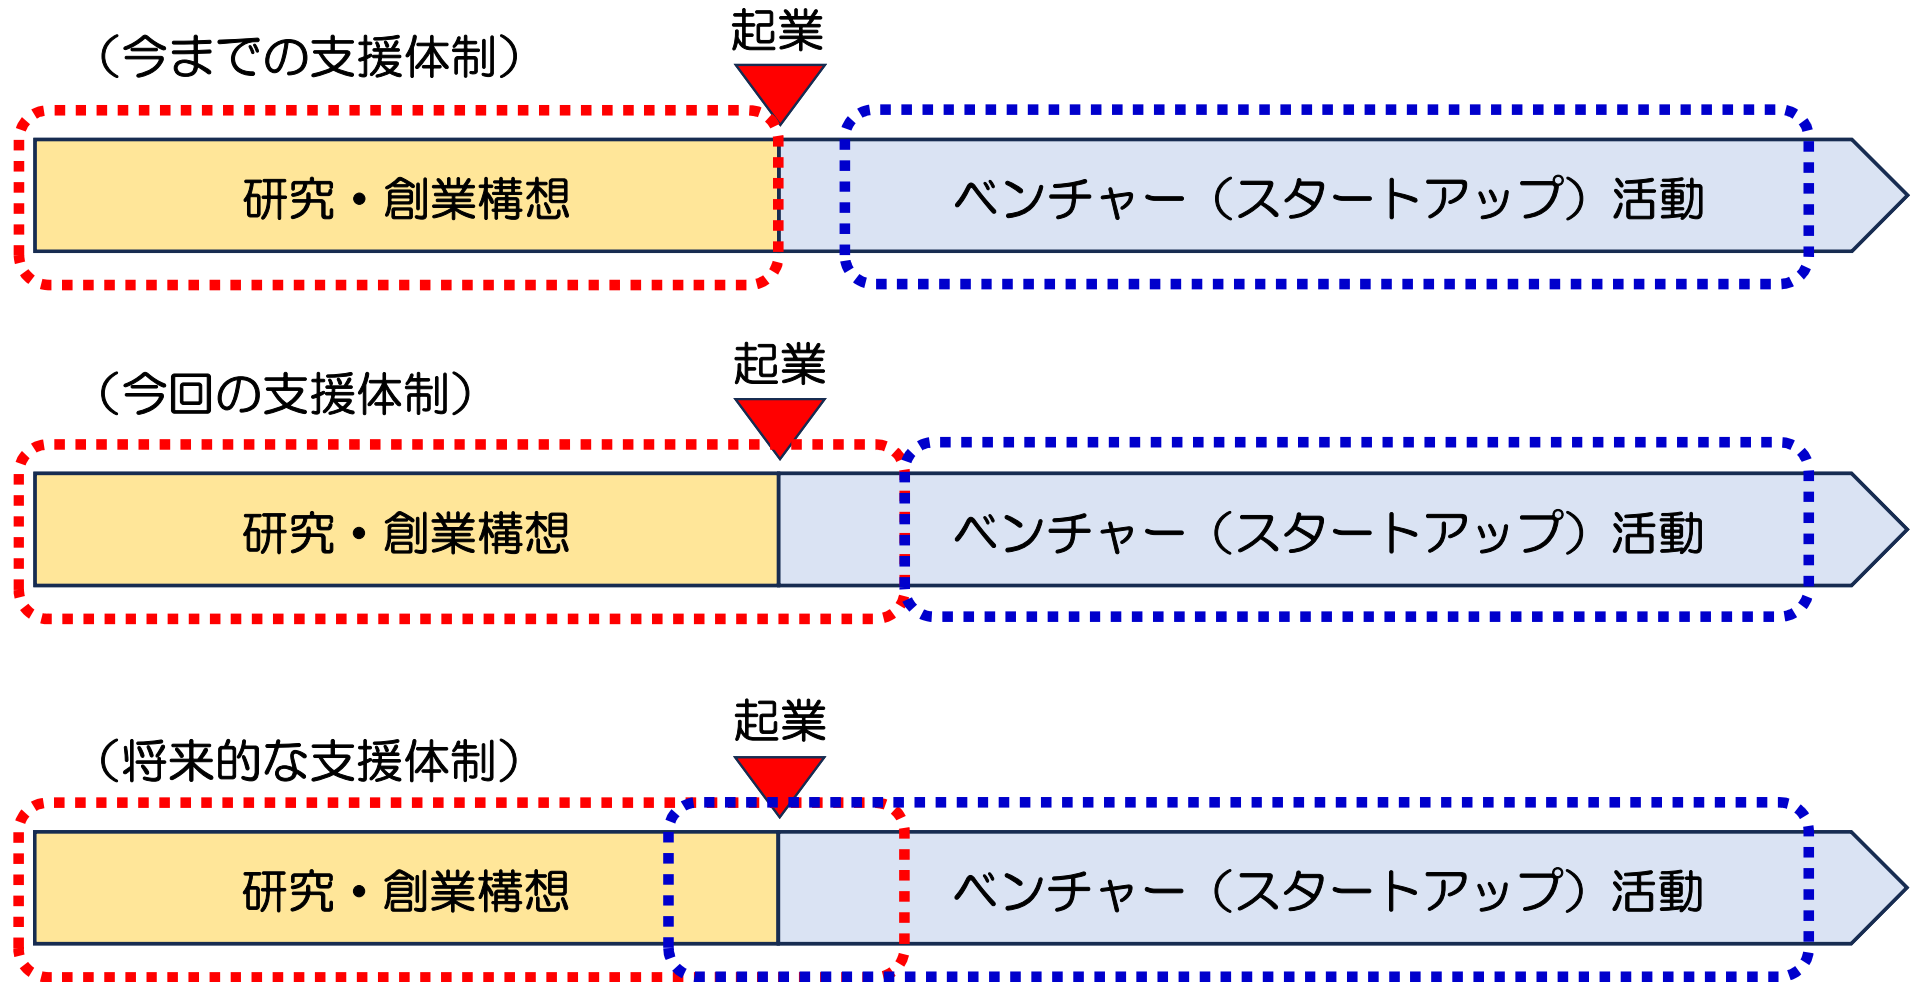 起業
（今までの支援体制）
研究・創業構想
ベンチャー（スタートアップ）活動
起業
（今回の支援体制）
研究・創業構想
ベンチャー（スタートアップ）活動
起業
（将来的な支援体制）
研究・創業構想
ベンチャー（スタートアップ）活動